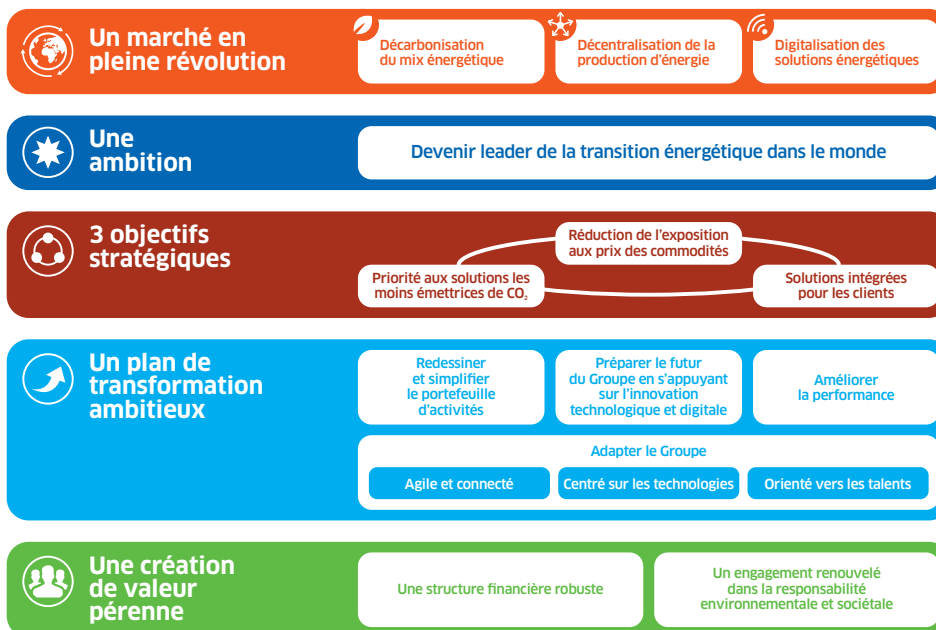 Un marché en
pleine révolution
Décarbonisation
du mix énergétique
Décentralisation de la
production d'énergie
Digitalisation des
solutions énergétiques
Une
ambition
Devenir leader de la transition énergétique dans le monde
3 objectifs
stratégiques
Réduction de l'exposition
aux prix des commodités
Priorité aux solutions les
moins émettrices de CO₂
Solutions intégrées
pour les clients
Un plan de
transformation
ambitieux
Redessiner
et simplifier
le portefeuille
d'activités
Préparer le futur
du Groupe en s'appuyant
sur l'innovation
technologique et digitale
Améliorer
la performance
Adapter le Groupe
Agile et connecté
Centré sur les technologies
Orienté vers les talents
Une création
de valeur
pérenne
Une structure financière robuste
Un engagement renouvelé
dans la responsabilité
environnementale et sociétale